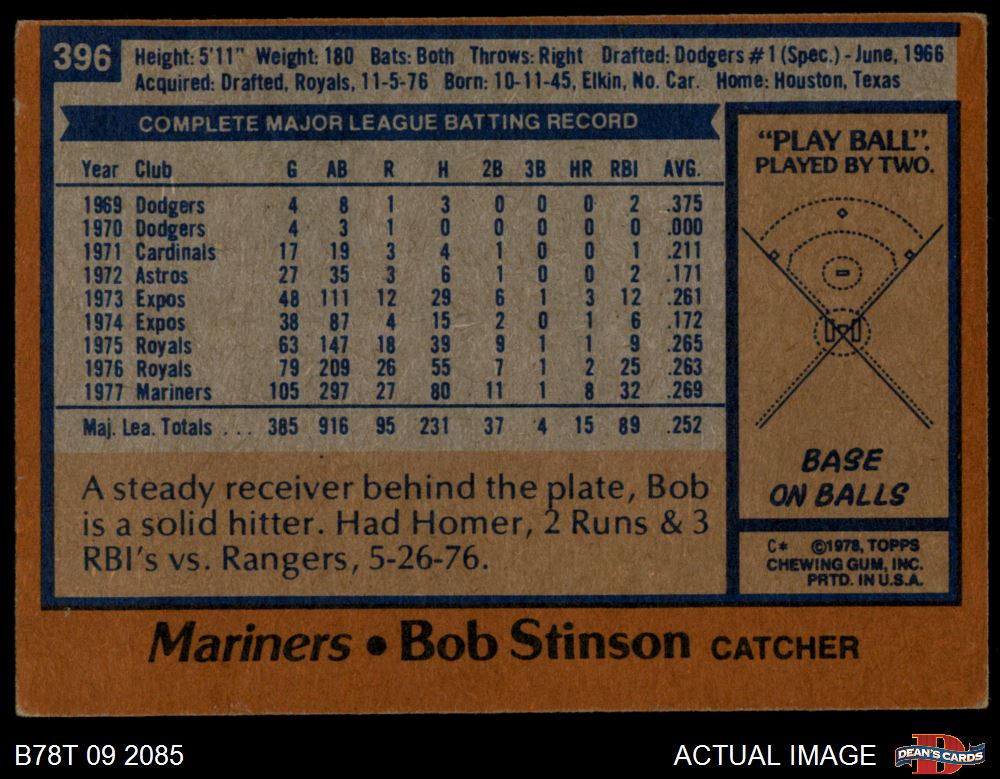 396
Height: 5'11" Weight: 180 Bats: Both Throws: Right Drafted: Dodgers #1 (Spec.) - June, 1966
Acquired: Drafted, Royals, 11-5-76 Born: 10-11-45, Elkin, No. Car. Home: Houston, Texas
COMPLETE MAJOR LEAGUE BATTING RECORD
Year Club G AB R H 2B 3B HR RBI AVG.
1969 Dodgers 4 8 1 3 0 0 0 2 .375
1970 Dodgers 4 3 1 0 0 0 0 0 .000
1971 Cardinals 17 19 3 4 1 0 0 1 .211
1972 Astros 27 35 3 6 1 0 0 2 .171
1973 Expos 48 111 12 29 6 1 3 12 .261
1974 Expos 38 87 4 15 2 0 1 6 .172
1975 Royals 63 147 18 39 9 1 1 9 .265
1976 Royals 79 209 26 55 7 1 2 25 .263
1977 Mariners 105 297 27 80 11 1 8 32 .269
Maj. Lea. Totals ... 385 916 95 231 37 4 15 89 .252
A steady receiver behind the plate, Bob
is a solid hitter. Had Homer, 2 Runs & 3
RBI's vs. Rangers, 5-26-76.
"PLAY BALL".
PLAYED BY TWO.
BASE
ON BALLS
C* ©1978, TOPPS
CHEWING GUM, INC.
PRTD. IN U.S.A.
Mariners • Bob Stinson CATCHER
B78T 09 2085
ACTUAL IMAGE
DEAN'S CARDS